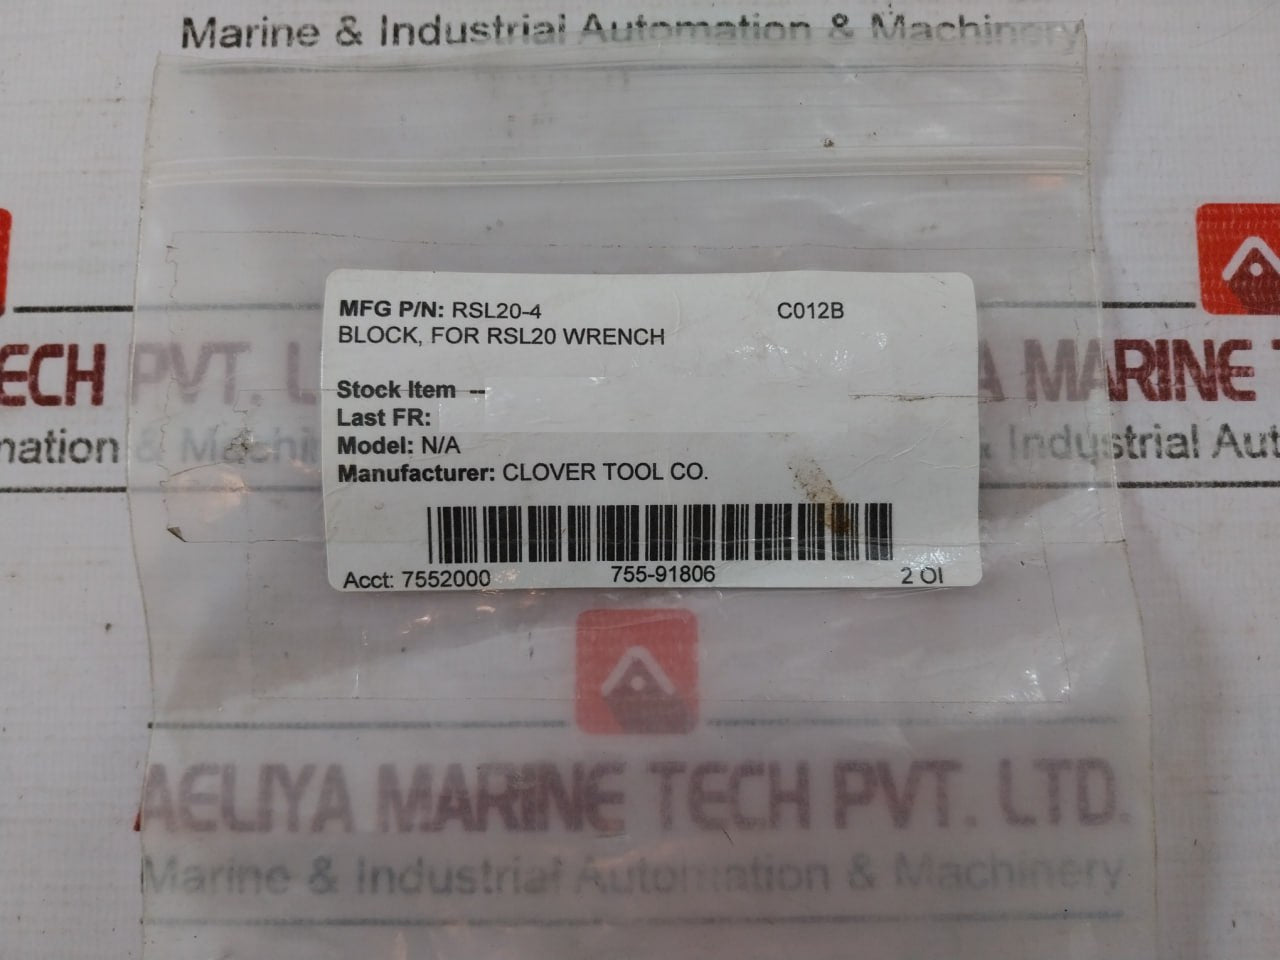 Marine & Industrial Automation & Machinery
MFG P/N: RSL20-4 C012B
BLOCK, FOR RSL20 WRENCH
Stock Item --
Last FR:
Model: N/A
Manufacturer: CLOVER TOOL CO.
Acct: 7552000 755-91806 2 OI
ECH PVT. L
mation & Machi
A MARINE T
& Industrial Aut
AELIYA MARINE TECH PVT. LTD.
Marine & Industrial Automation & Machinery